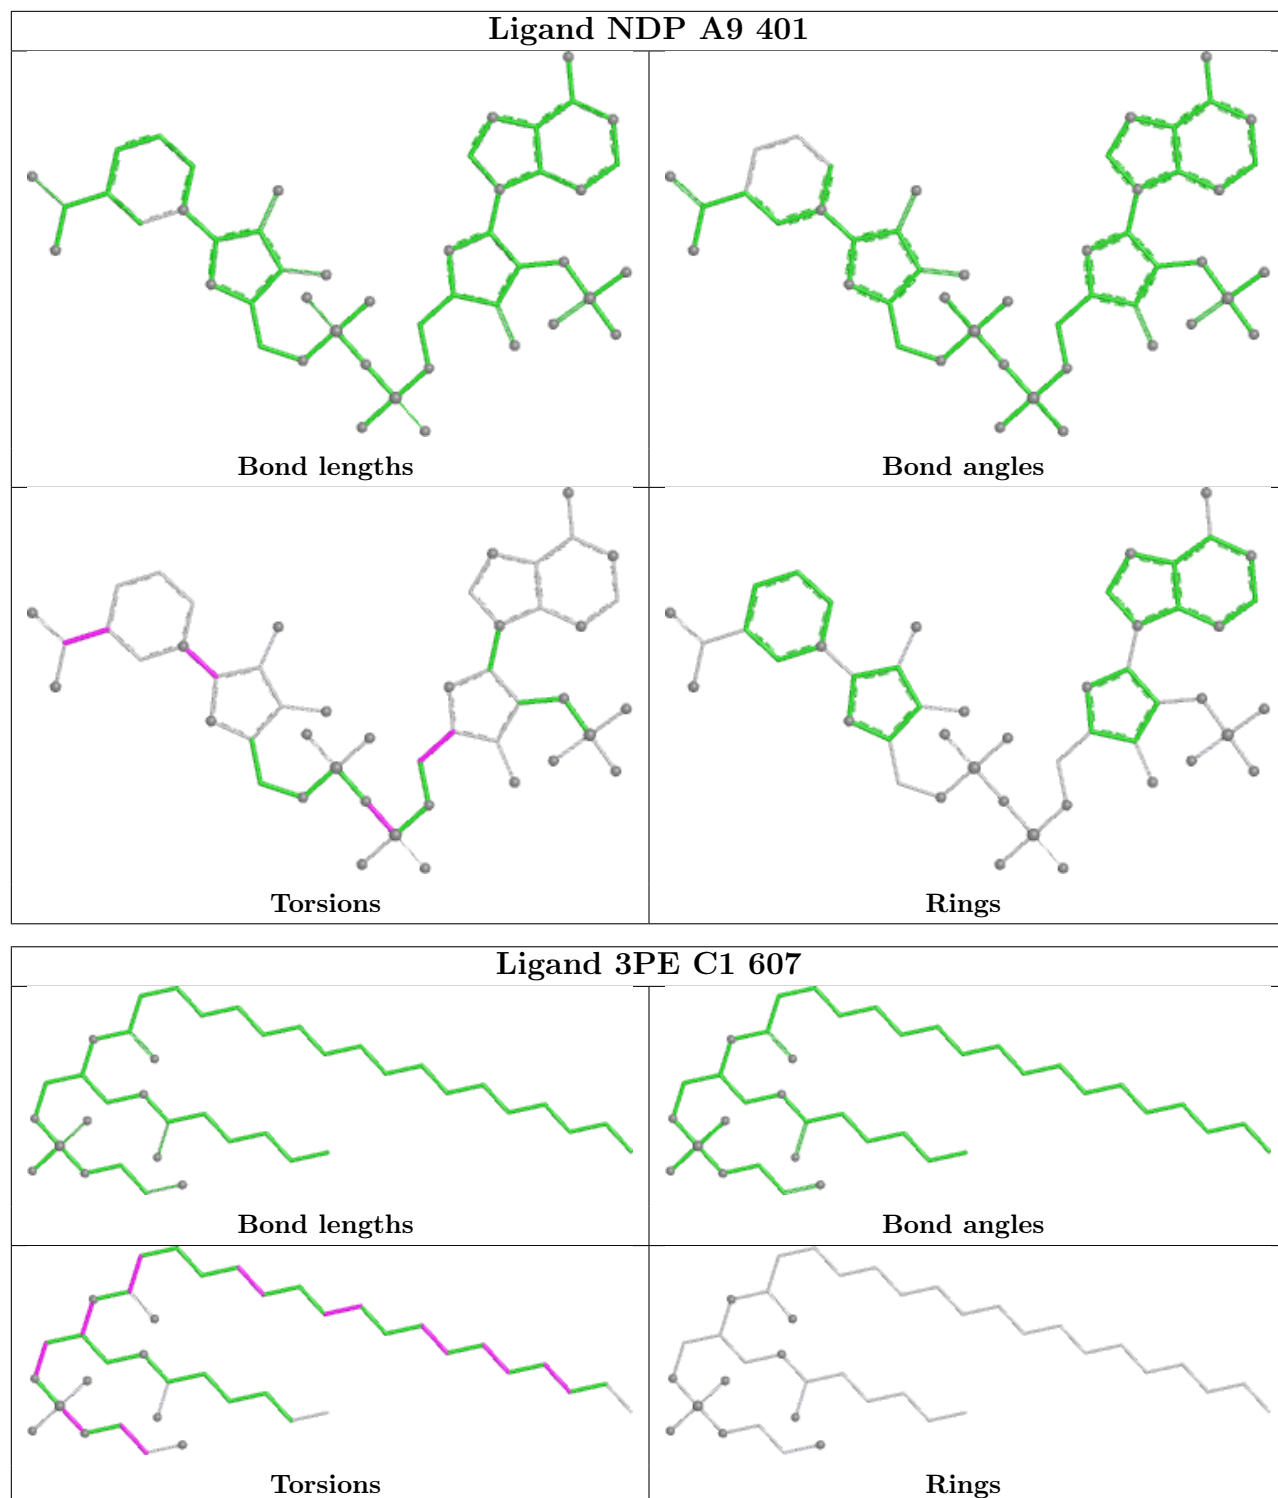 Ligand NDP A9 401
Bond lengths
Bond angles
Torsions
Rings
Ligand 3PE C1 607
Bond lengths
Bond angles
Torsions
Rings